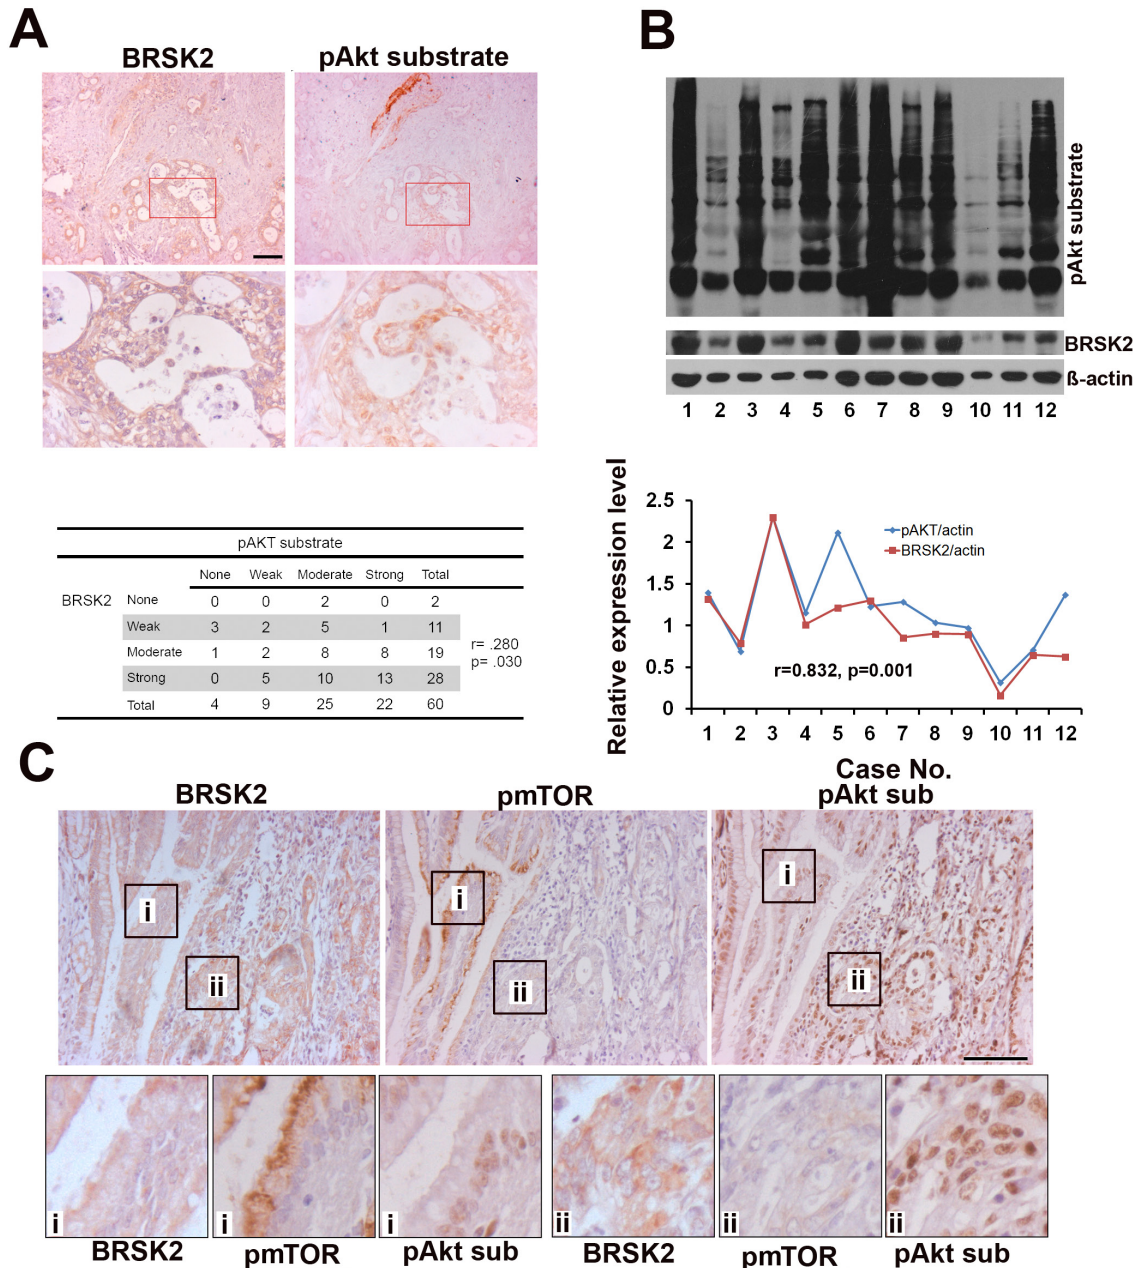 A
BRSK2 pAkt substrate
pAKT substrate
None Weak Moderate Strong Total
BRSK2 None 0 0 2 0 2
Weak 3 2 5 1 11
Moderate 1 2 8 8 19
Strong 0 5 10 13 28
Total 4 9 25 22 60
r= .280
p= .030
B
pAkt substrate
BRSK2
ß-actin
1 2 3 4 5 6 7 8 9 10 11 12
Relative expression level
2.5
2
1.5
1
0.5
0
pAKT/actin
BRSK2/actin
r=0.832, p=0.001
1 2 3 4 5 6 7 8 9 10 11 12
Case No.
C
BRSK2 pmTOR pAkt sub
i i i
ii ii ii
i i i ii ii ii
BRSK2 pmTOR pAkt sub BRSK2 pmTOR pAkt sub